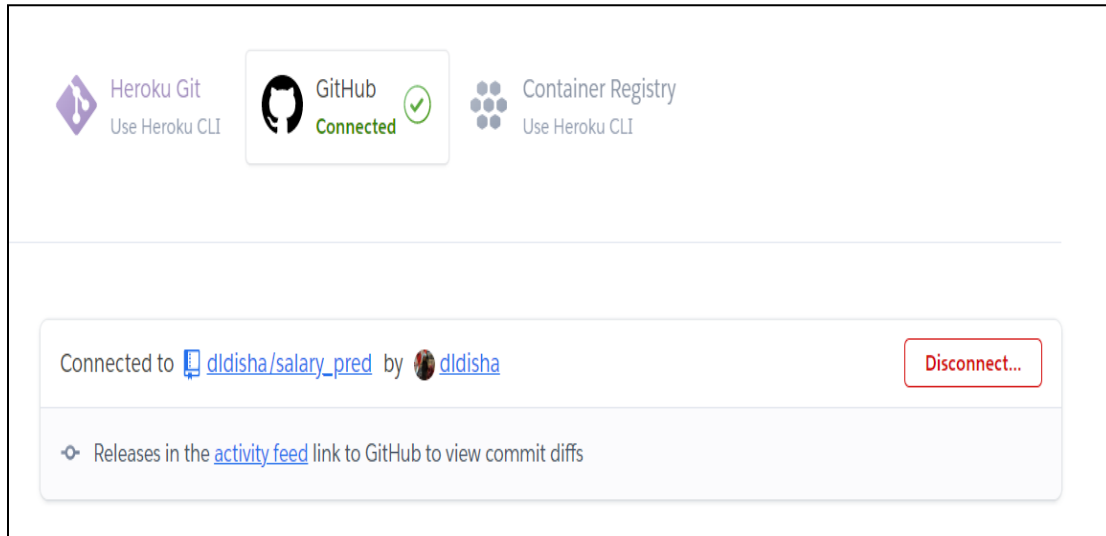 Heroku Git
Use Heroku CLI
GitHub
Connected
Container Registry
Use Heroku CLI
Connected to dldisha/salary_pred by dldisha
Disconnect...
Releases in the activity feed link to GitHub to view commit diffs